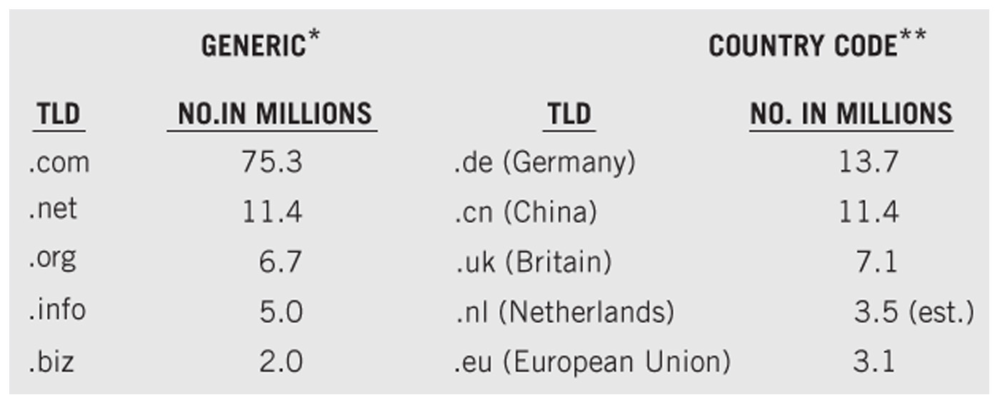 GENERIC* COUNTRY CODE**
TLD NO.IN MILLIONS TLD NO. IN MILLIONS
.com 75.3 .de (Germany) 13.7
.net 11.4 .cn (China) 11.4
.org 6.7 .uk (Britain) 7.1
.info 5.0 .nl (Netherlands) 3.5 (est.)
.biz 2.0 .eu (European Union) 3.1